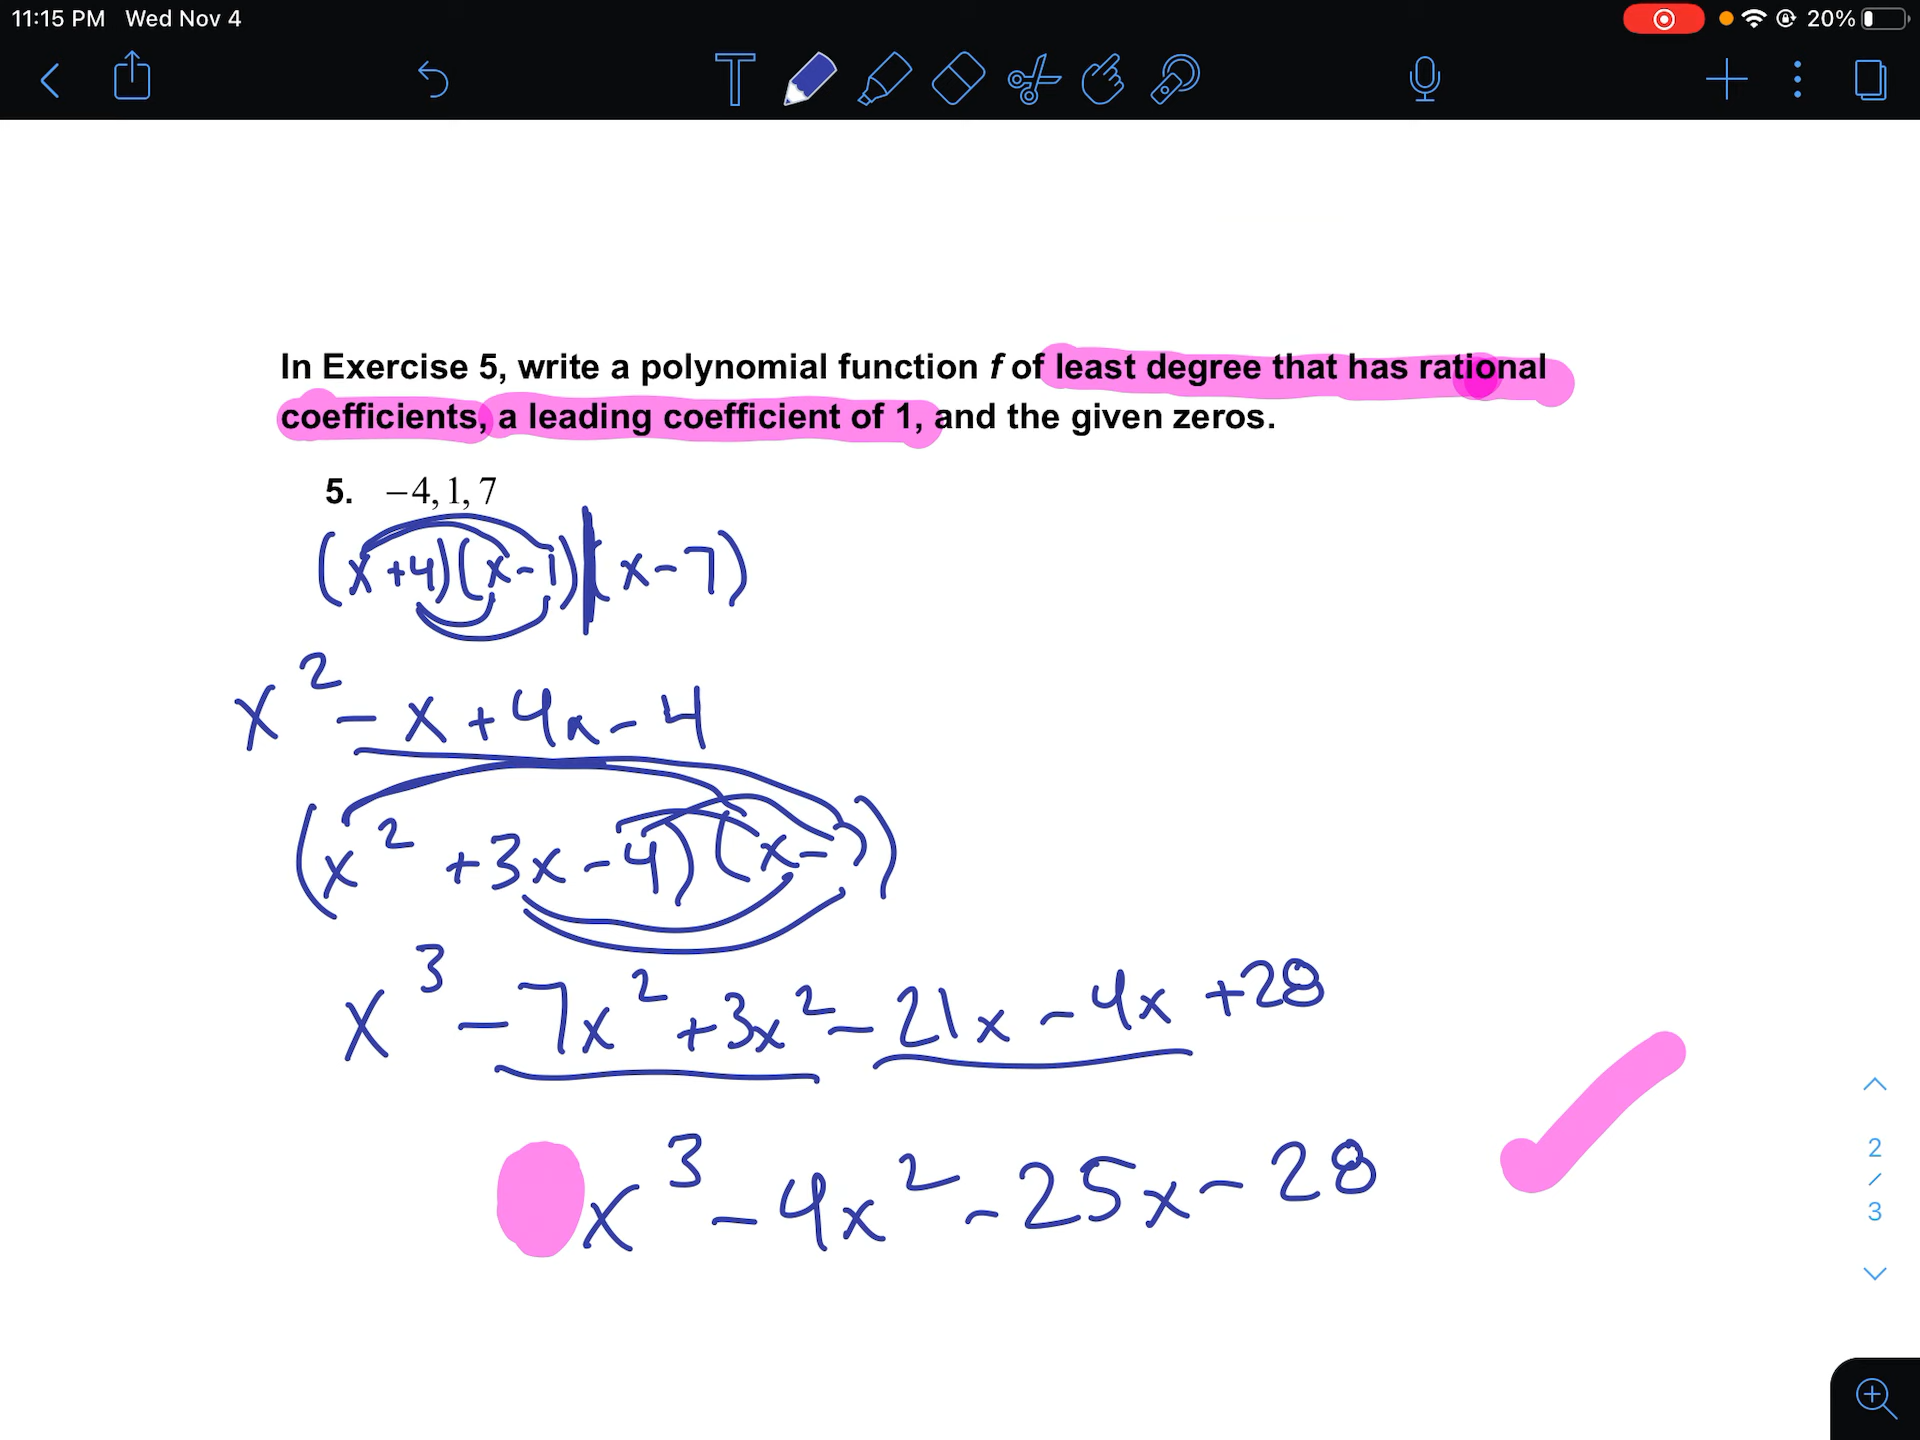 11:15 PM Wed Nov 4 20%
T
In Exercise 5, write a polynomial function f of least degree that has rational
coefficients, a leading coefficient of 1, and the given zeros.
5. −4, 1, 7
(x+4)(x-1)|(x-7)
x² - x + 4x - 4
(x² + 3x - 4)(x - 7)
x³ - 7x² + 3x² - 21x - 4x + 28
x³ - 4x² - 25x - 28
2
/
3